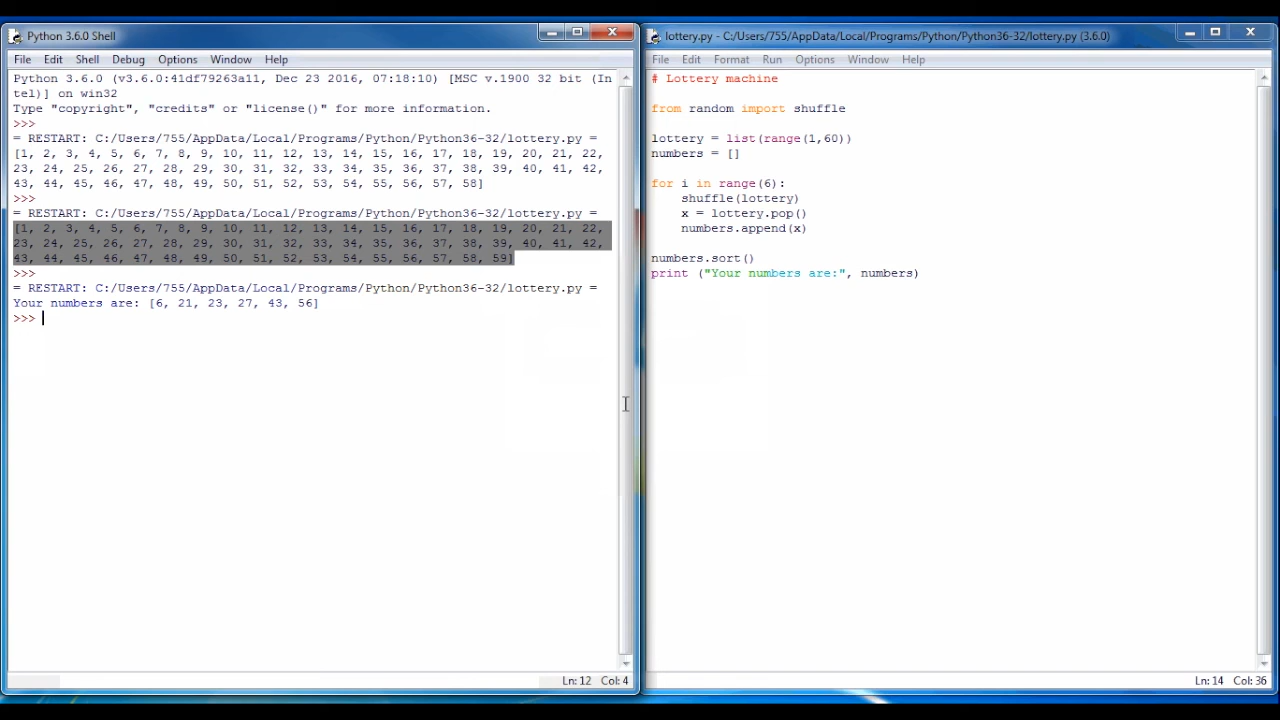 Python 3.6.0 Shell
File Edit Shell Debug Options Window Help
Python 3.6.0 (v3.6.0:41df79263a11, Dec 23 2016, 07:18:10) [MSC v.1900 32 bit (In
tel)] on win32
Type "copyright", "credits" or "license()" for more information.
>>>
= RESTART: C:/Users/755/AppData/Local/Programs/Python/Python36-32/lottery.py =
[1, 2, 3, 4, 5, 6, 7, 8, 9, 10, 11, 12, 13, 14, 15, 16, 17, 18, 19, 20, 21, 22,
23, 24, 25, 26, 27, 28, 29, 30, 31, 32, 33, 34, 35, 36, 37, 38, 39, 40, 41, 42,
43, 44, 45, 46, 47, 48, 49, 50, 51, 52, 53, 54, 55, 56, 57, 58]
>>>
= RESTART: C:/Users/755/AppData/Local/Programs/Python/Python36-32/lottery.py =
[1, 2, 3, 4, 5, 6, 7, 8, 9, 10, 11, 12, 13, 14, 15, 16, 17, 18, 19, 20, 21, 22,
23, 24, 25, 26, 27, 28, 29, 30, 31, 32, 33, 34, 35, 36, 37, 38, 39, 40, 41, 42,
43, 44, 45, 46, 47, 48, 49, 50, 51, 52, 53, 54, 55, 56, 57, 58, 59]
>>>
= RESTART: C:/Users/755/AppData/Local/Programs/Python/Python36-32/lottery.py =
Your numbers are: [6, 21, 23, 27, 43, 56]
>>>
Ln: 12 Col: 4
lottery.py - C:/Users/755/AppData/Local/Programs/Python/Python36-32/lottery.py (3.6.0)
File Edit Format Run Options Window Help
# Lottery machine
from random import shuffle
lottery = list(range(1,60))
numbers = []
for i in range(6):
    shuffle(lottery)
    x = lottery.pop()
    numbers.append(x)
numbers.sort()
print ("Your numbers are:", numbers)
Ln: 14 Col: 36